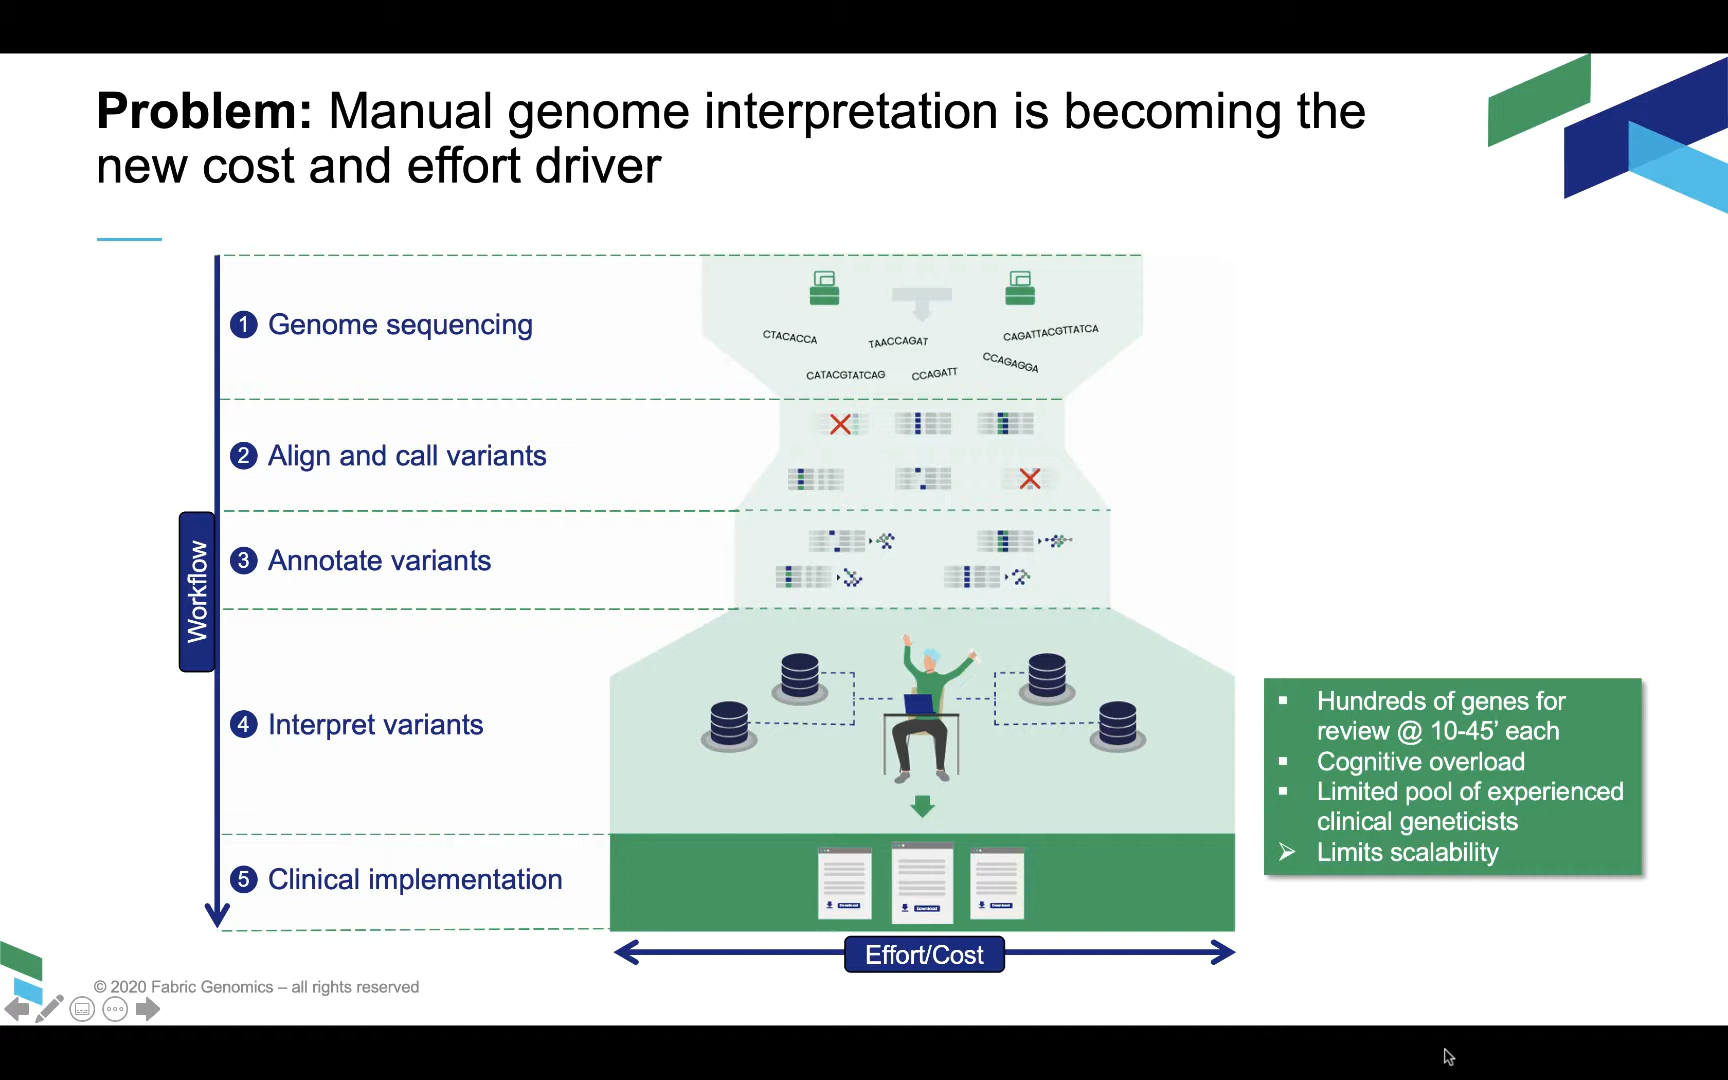 Problem: Manual genome interpretation is becoming the
new cost and effort driver
1 Genome sequencing
CTACACCA
TAACCAGAT
CAGATTACGTTATCA
CATACGTATCAG
CCAGATT
CCAGAGGA
2 Align and call variants
3 Annotate variants
Workflow
4 Interpret variants
▪ Hundreds of genes for
review @ 10-45’ each
▪ Cognitive overload
▪ Limited pool of experienced
clinical geneticists
➢ Limits scalability
5 Clinical implementation
Download
Download
Download
Effort/Cost
© 2020 Fabric Genomics – all rights reserved